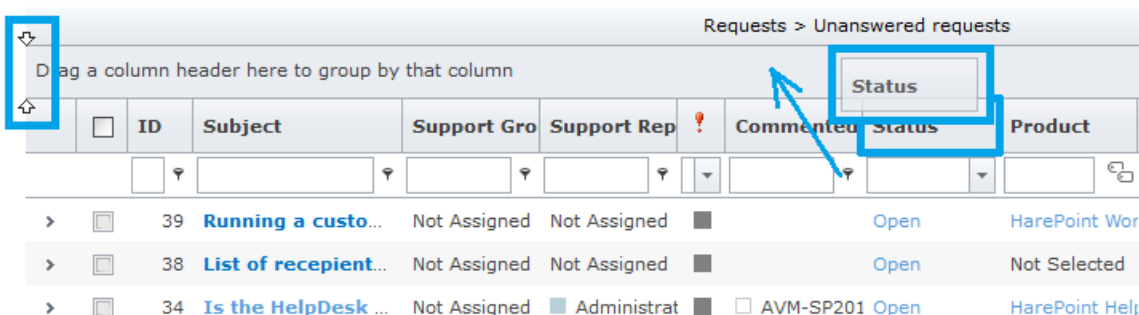 Requests > Unanswered requests
Drag a column header here to group by that column
Status
ID Subject Support Gro Support Rep Commented Status Product
39 Running a custo... Not Assigned Not Assigned Open HarePoint Wor
38 List of recepient... Not Assigned Not Assigned Open Not Selected
34 Is the HelpDesk ... Not Assigned Administrat AVM-SP201 Open HarePoint Help